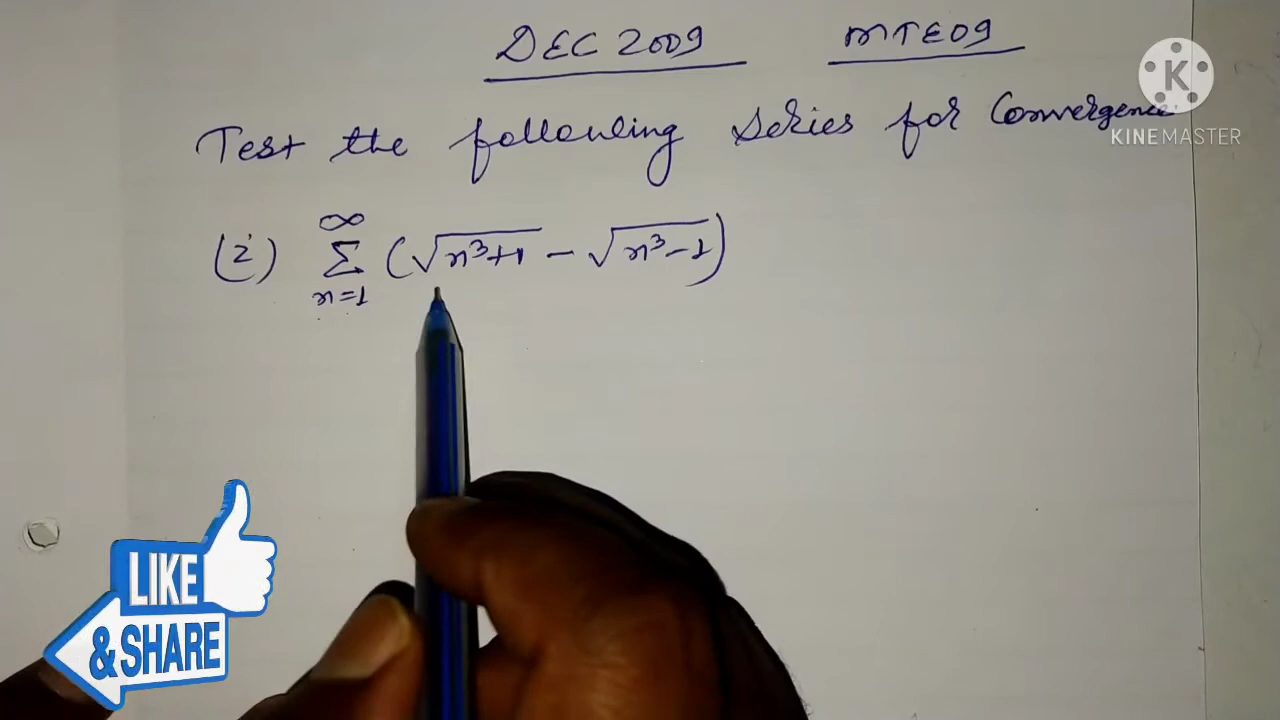 DEC 2009 MTE09
K
KINEMASTER
Test the following series for Convergence.
(i) ∞ Σ n=1 (√n³+1 - √n³-1)
LIKE
& SHARE